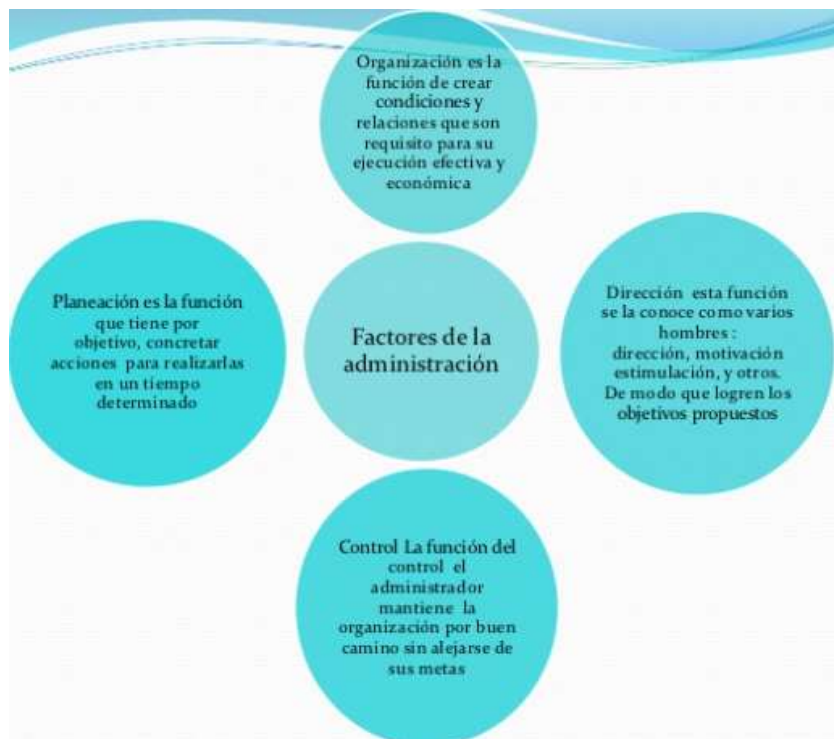 Organización es la
función de crear
condiciones y
relaciones que son
requisito para su
ejecución efectiva y
económica
Planeación es la función
que tiene por
objetivo, concretar
acciones para realizarlas
en un tiempo
determinado
Factores de la
administración
Dirección esta función
se la conoce como varios
hombres :
dirección, motivación
estimulación, y otros.
De modo que logren los
objetivos propuestos
Control La función del
control el
administrador
mantiene la
organización por buen
camino sin alejarse de
sus metas